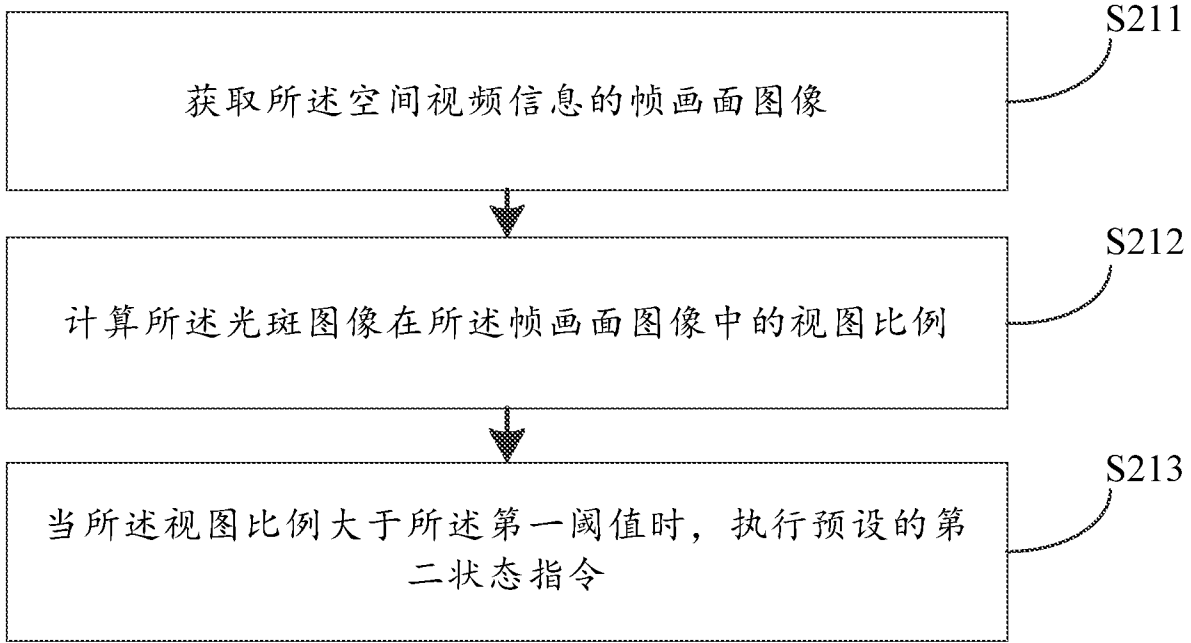 S211
获取所述空间视频信息的帧画面图像
S212
计算所述光斑图像在所述帧画面图像中的视图比例
S213
当所述视图比例大于所述第一阈值时，执行预设的第
二状态指令